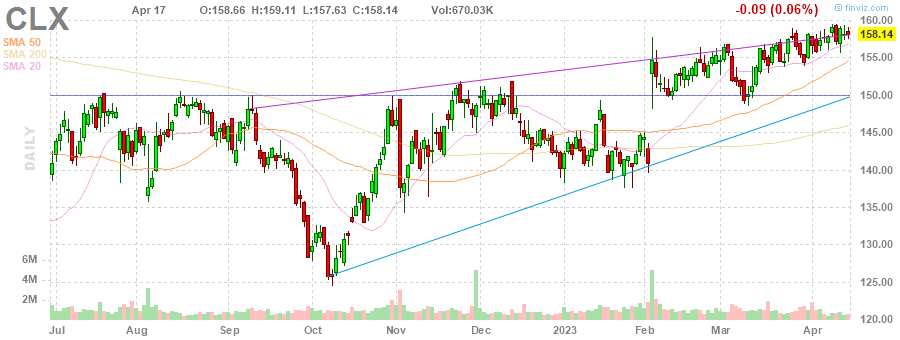 CLX
Apr 17 O:158.66 H:159.11 L:157.63 C:158.14 Vol:670.03K -0.09 (0.06%)
© finviz.com
SMA 50
SMA 200
SMA 20
DAILY
160.00
158.14
155.00
150.00
145.00
140.00
135.00
130.00
125.00
120.00
6M
4M
2M
Jul Aug Sep Oct Nov Dec 2023 Feb Mar Apr